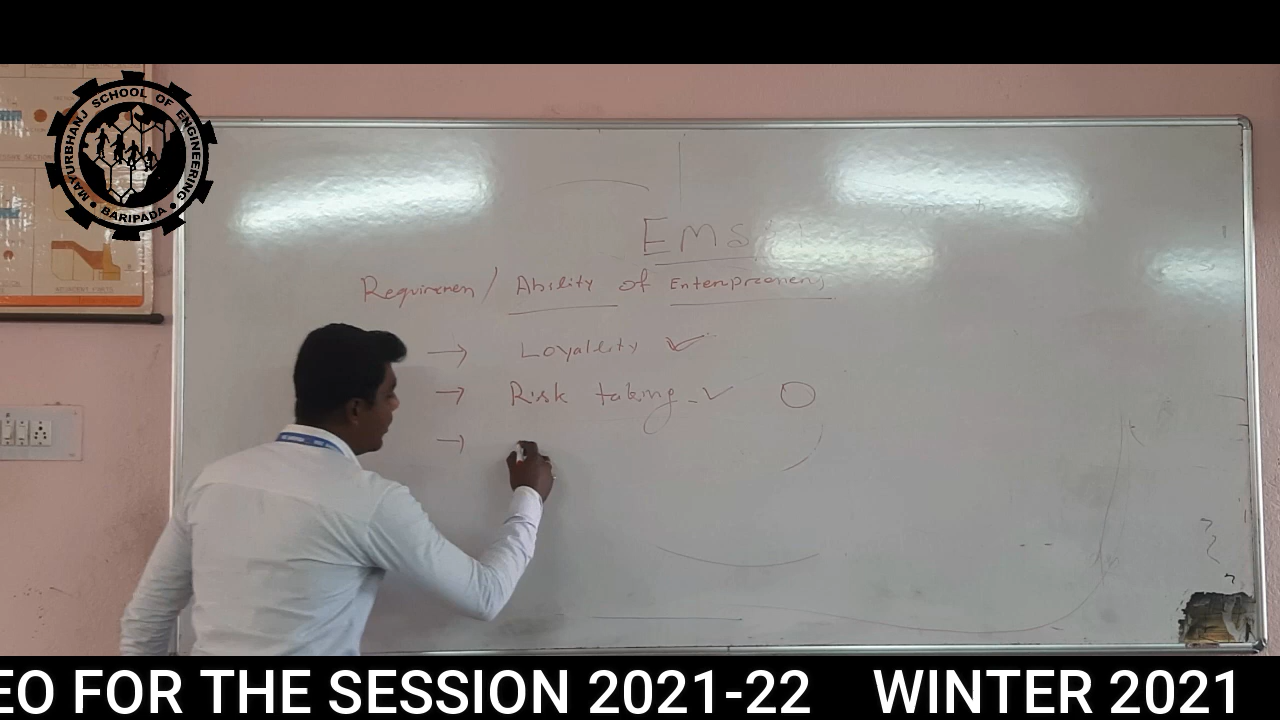 MAYURBHANJ SCHOOL OF ENGINEERING
• BARIPADA •
EMS
Requiremen/ Ability of Enterpreneurs
→ Loyality ✓
→ Risk taking - ✓
→
EO FOR THE SESSION 2021-22 WINTER 2021